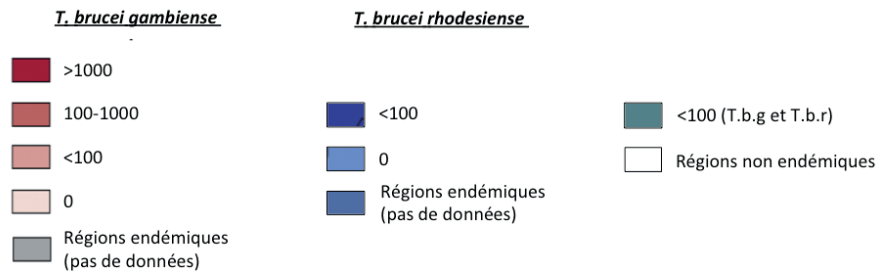 T. brucei gambiense
>1000
100-1000
<100
0
Régions endémiques
(pas de données)
T. brucei rhodesiense
<100
0
Régions endémiques
(pas de données)
<100 (T.b.g et T.b.r)
Régions non endémiques